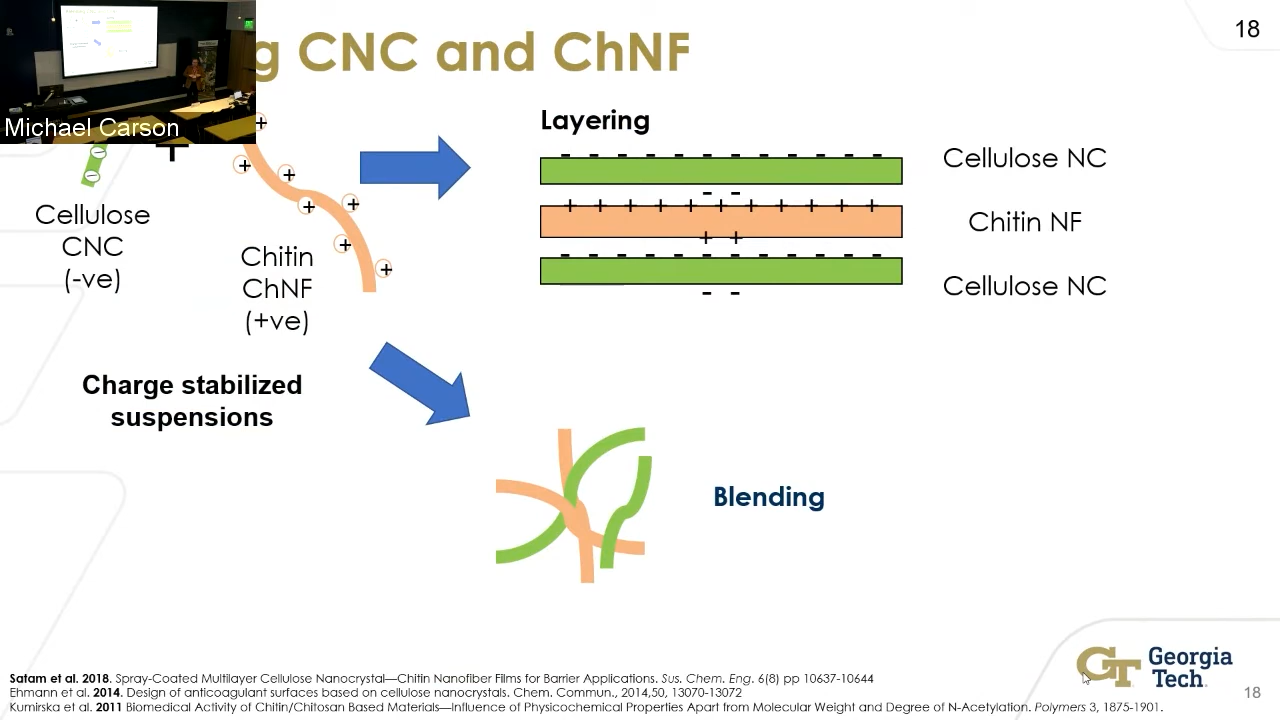 18
g CNC and ChNF
Michael Carson
Layering
Cellulose NC
Chitin NF
Cellulose NC
Cellulose
CNC
(-ve)
Chitin
ChNF
(+ve)
Charge stabilized
suspensions
Blending
Georgia
Tech
Satam et al. 2018. Spray-Coated Multilayer Cellulose Nanocrystal—Chitin Nanofiber Films for Barrier Applications. Sus. Chem. Eng. 6(8) pp 10637-10644
Ehmann et al. 2014. Design of anticoagulant surfaces based on cellulose nanocrystals. Chem. Commun., 2014,50, 13070-13072
Kumirska et al. 2011 Biomedical Activity of Chitin/Chitosan Based Materials—Influence of Physicochemical Properties Apart from Molecular Weight and Degree of N-Acetylation. Polymers 3, 1875-1901.
18